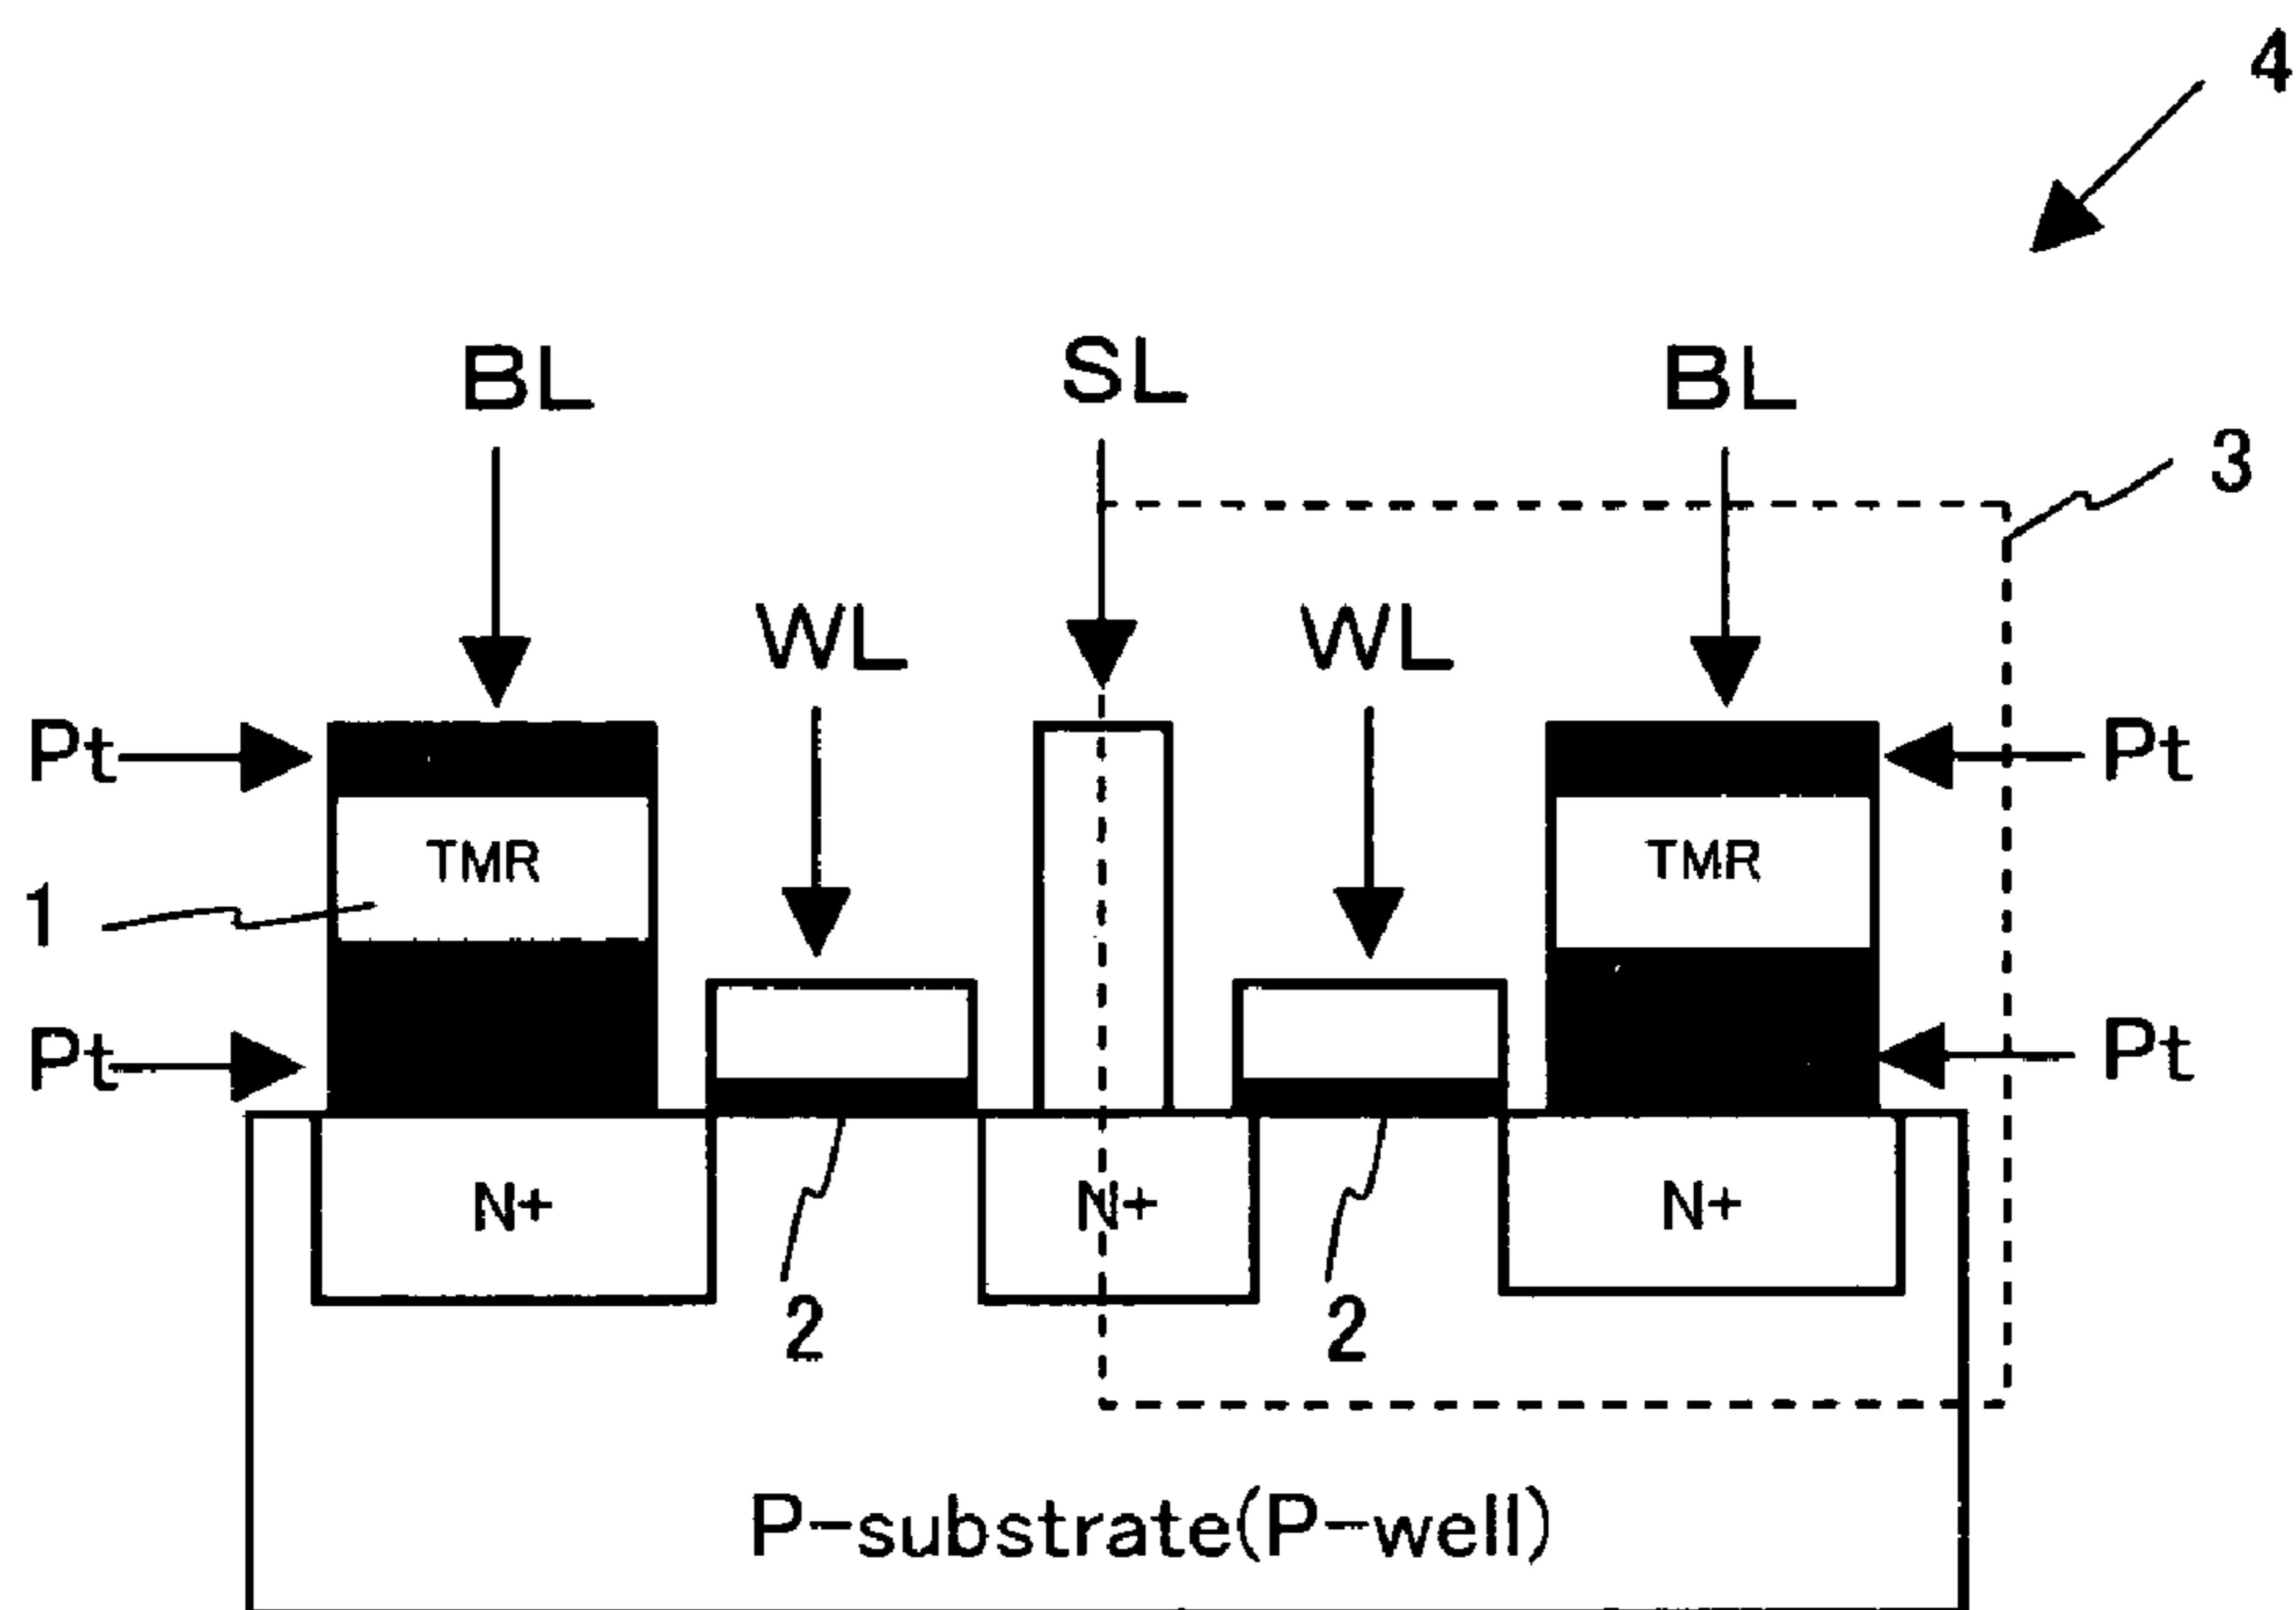 4
BL SL BL
3
WL WL
Pt Pt
TMR TMR
1
Pt Pt
N+ N+ N+
2 2
P-substrate(P-well)